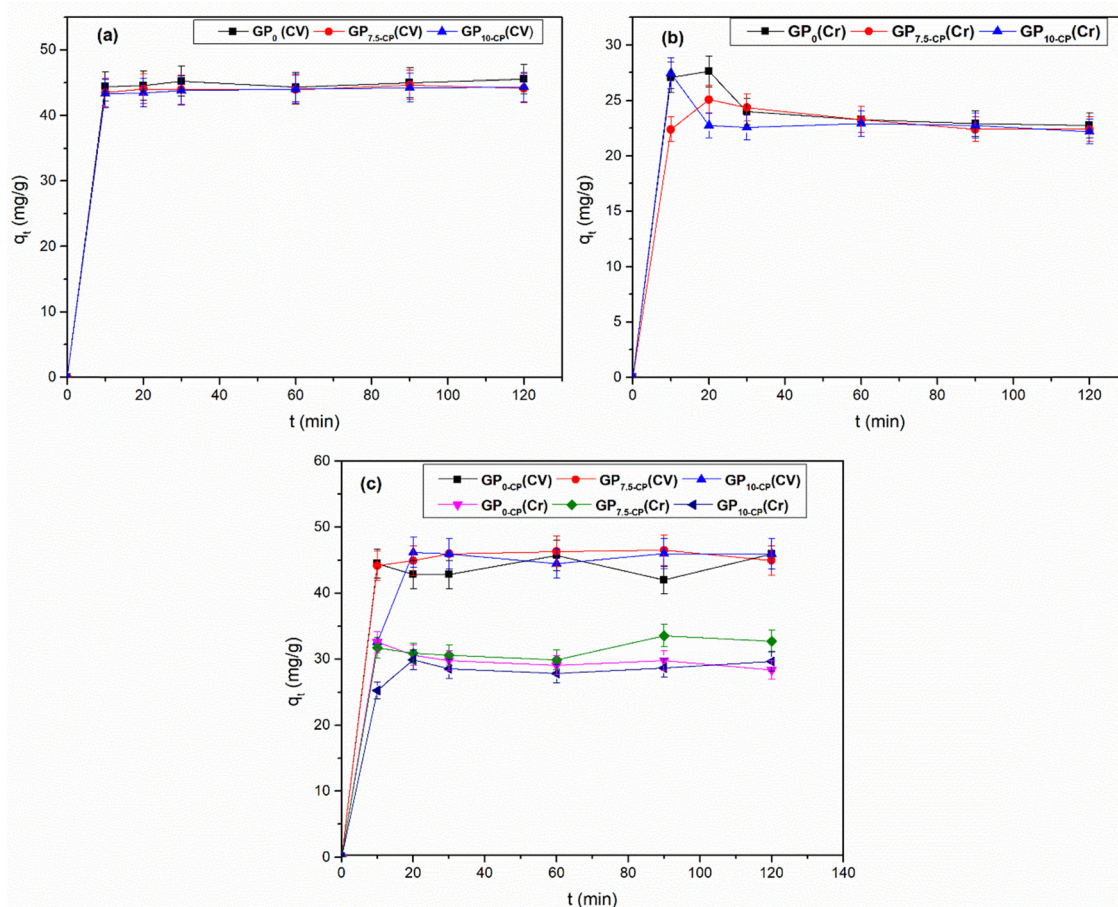 (a)
GP0 (CV) GP7.5-CP(CV) GP10-CP(CV)
50
40
30
20
10
0
qt (mg/g)
0 20 40 60 80 100 120
t (min)
(b)
GP0(Cr) GP7.5-CP(Cr) GP10-CP(Cr)
30
25
20
15
10
5
0
qt (mg/g)
0 20 40 60 80 100 120
t (min)
(c)
GP0-CP(CV) GP7.5-CP(CV) GP10-CP(CV)
GP0-CP(Cr) GP7.5-CP(Cr) GP10-CP(Cr)
60
50
40
30
20
10
0
qt (mg/g)
0 20 40 60 80 100 120 140
t (min)